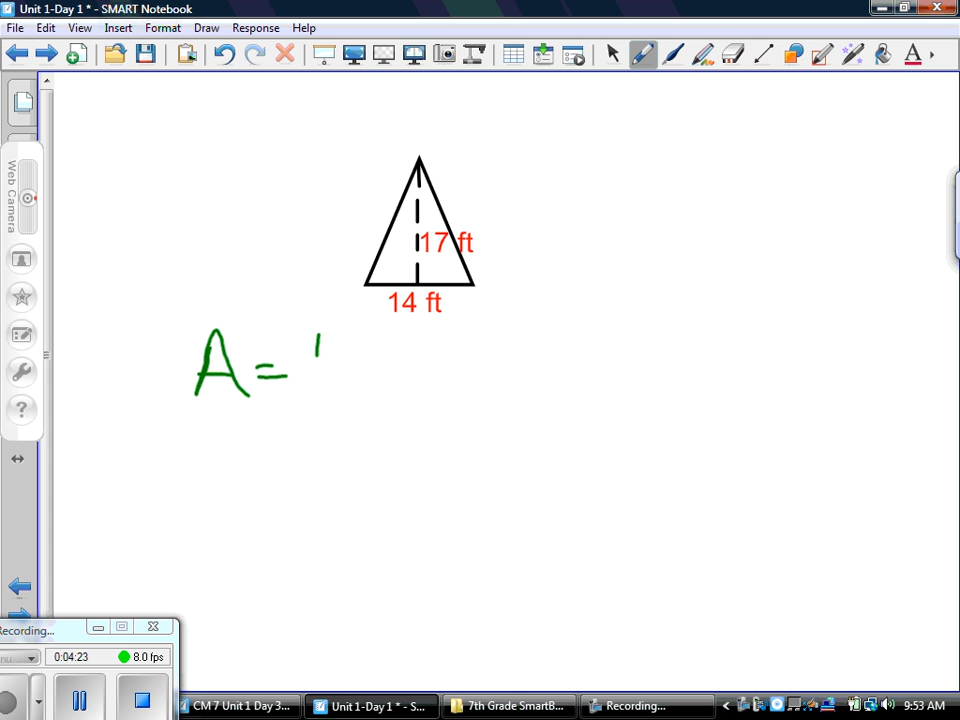 Unit 1-Day 1 * - SMART Notebook
File Edit View Insert Format Draw Response Help
Web Camera
17 ft
14 ft
A = '
Recording...
0:04:23 8.0 fps
CM 7 Unit 1 Day 3... Unit 1-Day 1 * - S... 7th Grade SmartB... Recording... 9:53 AM